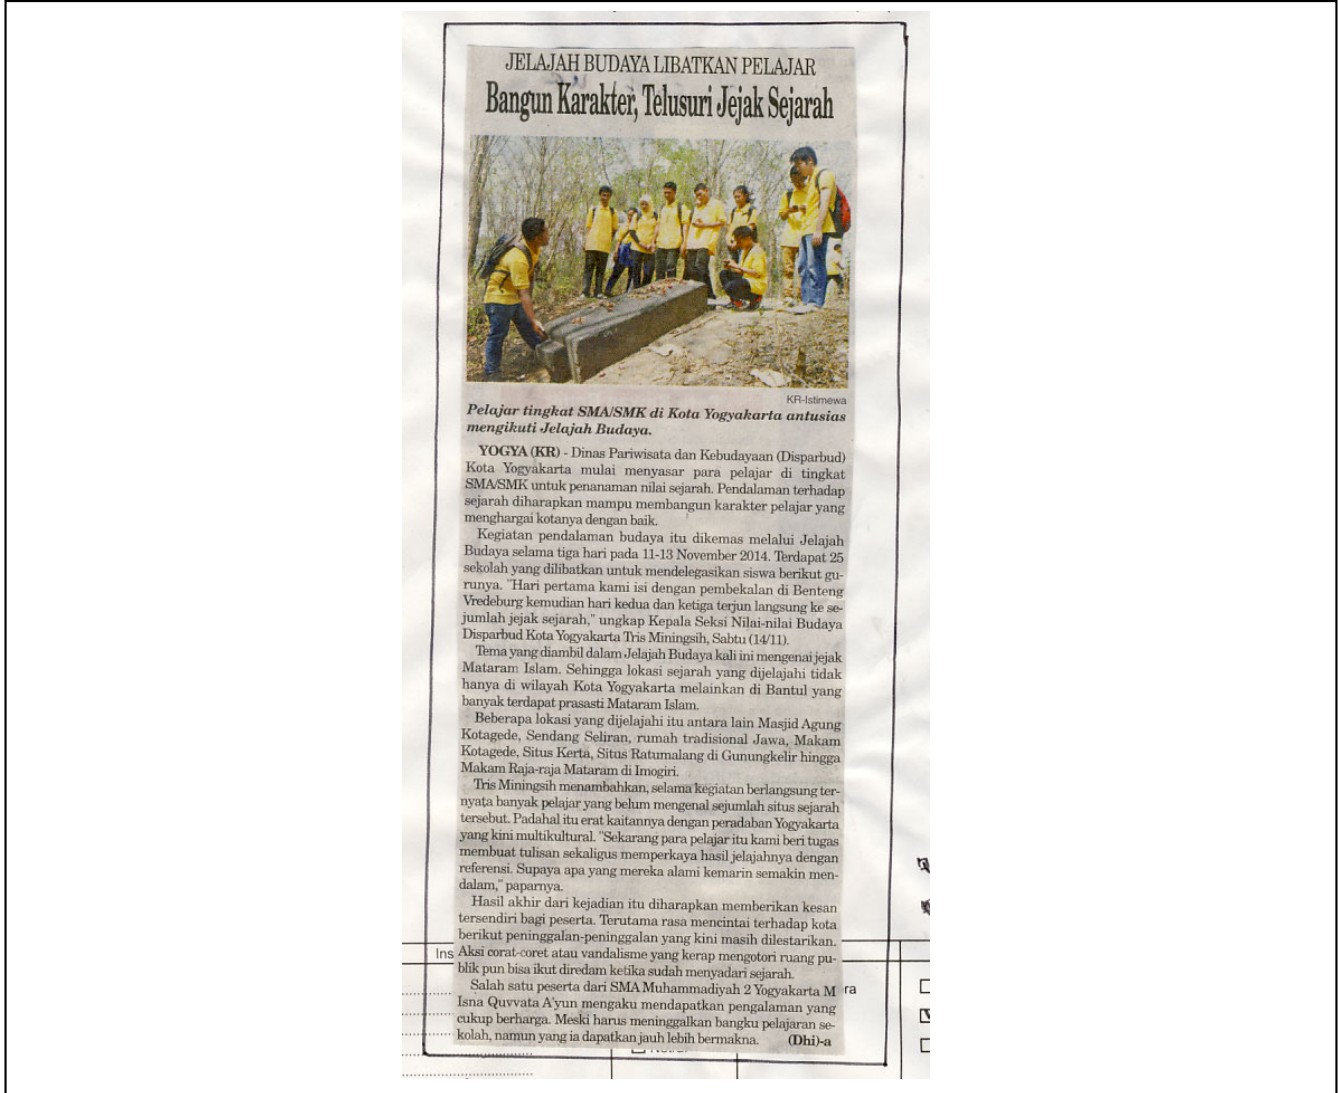 JELAJAH BUDAYA LIBATKAN PELAJAR
Bangun Karakter, Telusuri Jejak Sejarah
KR-Istimewa
Pelajar tingkat SMA/SMK di Kota Yogyakarta antusias
mengikuti Jelajah Budaya.
YOGYA (KR) - Dinas Pariwisata dan Kebudayaan (Disparbud)
Kota Yogyakarta mulai menyasar para pelajar di tingkat
SMA/SMK untuk penanaman nilai sejarah. Pendalaman terhadap
sejarah diharapkan mampu membangun karakter pelajar yang
menghargai kotanya dengan baik.
Kegiatan pendalaman budaya itu dikemas melalui Jelajah
Budaya selama tiga hari pada 11-13 November 2014. Terdapat 25
sekolah yang dilibatkan untuk mendelegasikan siswa berikut gu-
runya. "Hari pertama kami isi dengan pembekalan di Benteng
Vredeburg kemudian hari kedua dan ketiga terjun langsung ke se-
jumlah jejak sejarah," ungkap Kepala Seksi Nilai-nilai Budaya
Disparbud Kota Yogyakarta Tris Miningsih, Sabtu (14/11).
Tema yang diambil dalam Jelajah Budaya kali ini mengenai jejak
Mataram Islam. Sehingga lokasi sejarah yang dijelajahi tidak
hanya di wilayah Kota Yogyakarta melainkan di Bantul yang
banyak terdapat prasasti Mataram Islam.
Beberapa lokasi yang dijelajahi itu antara lain Masjid Agung
Kotagede, Sendang Seliran, rumah tradisional Jawa, Makam
Kotagede, Situs Kerta, Situs Ratumalang di Gunungkelir hingga
Makam Raja-raja Mataram di Imogiri.
Tris Miningsih menambahkan, selama kegiatan berlangsung ter-
nyata banyak pelajar yang belum mengenal sejumlah situs sejarah
tersebut. Padahal itu erat kaitannya dengan peradaban Yogyakarta
yang kini multikultural. "Sekarang para pelajar itu kami beri tugas
membuat tulisan sekaligus memperkaya hasil jelajahnya dengan
referensi. Supaya apa yang mereka alami kemarin semakin men-
dalam," paparnya.
Hasil akhir dari kejadian itu diharapkan memberikan kesan
tersendiri bagi peserta. Terutama rasa mencintai terhadap kota
berikut peninggalan-peninggalan yang kini masih dilestarikan.
Aksi corat-coret atau vandalisme yang kerap mengotori ruang pu-
blik pun bisa ikut diredam ketika sudah menyadari sejarah.
Salah satu peserta dari SMA Muhammadiyah 2 Yogyakarta M
Isna Quvvata A'yun mengaku mendapatkan pengalaman yang
cukup berharga. Meski harus meninggalkan bangku pelajaran se-
kolah, namun yang ia dapatkan jauh lebih bermakna. (Dhi)-a
Ins
ra